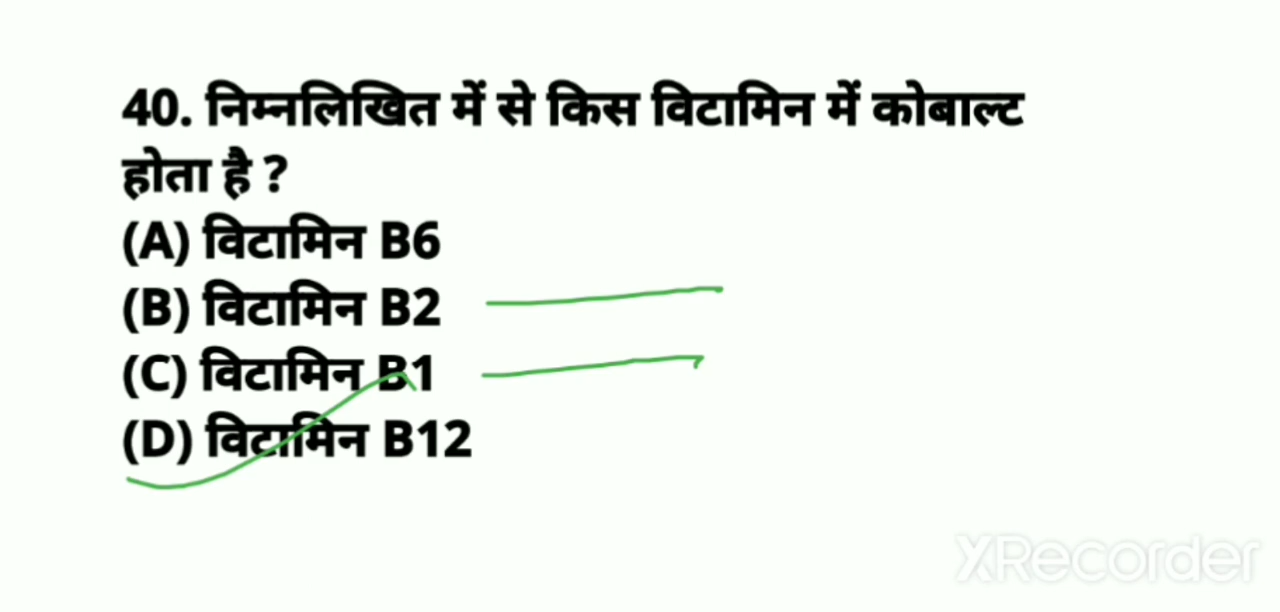 40. निम्नलिखित में से किस विटामिन में कोबाल्ट
होता है ?
(A) विटामिन B6
(B) विटामिन B2
(C) विटामिन B1
(D) विटामिन B12
XRecorder